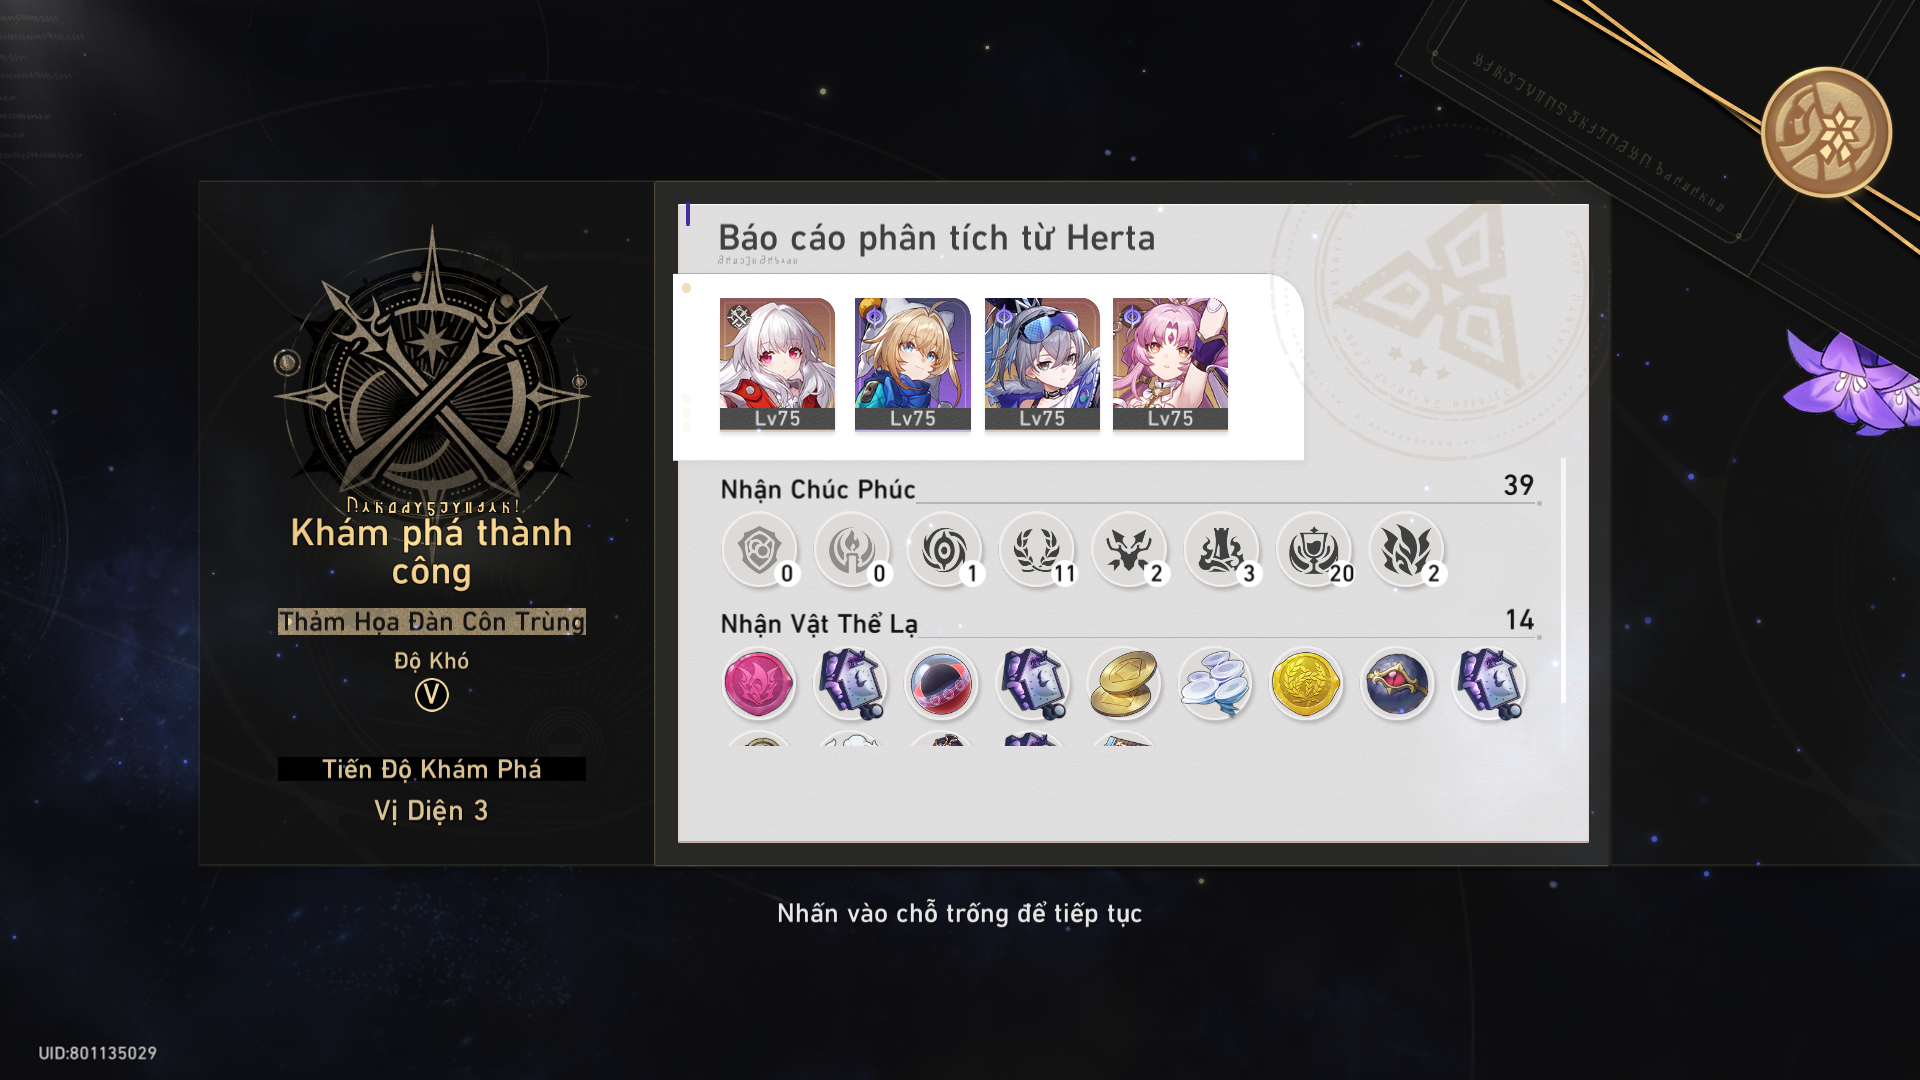 Báo cáo phân tích từ Herta
Lv75
Lv75
Lv75
Lv75
Nhận Chúc Phúc
39
0
0
1
11
2
3
20
2
Nhận Vật Thể Lạ
14
Khám phá thành
công
Thảm Họa Đàn Côn Trùng
Độ Khó
V
Tiến Độ Khám Phá
Vị Diện 3
Nhấn vào chỗ trống để tiếp tục
UID:801135029